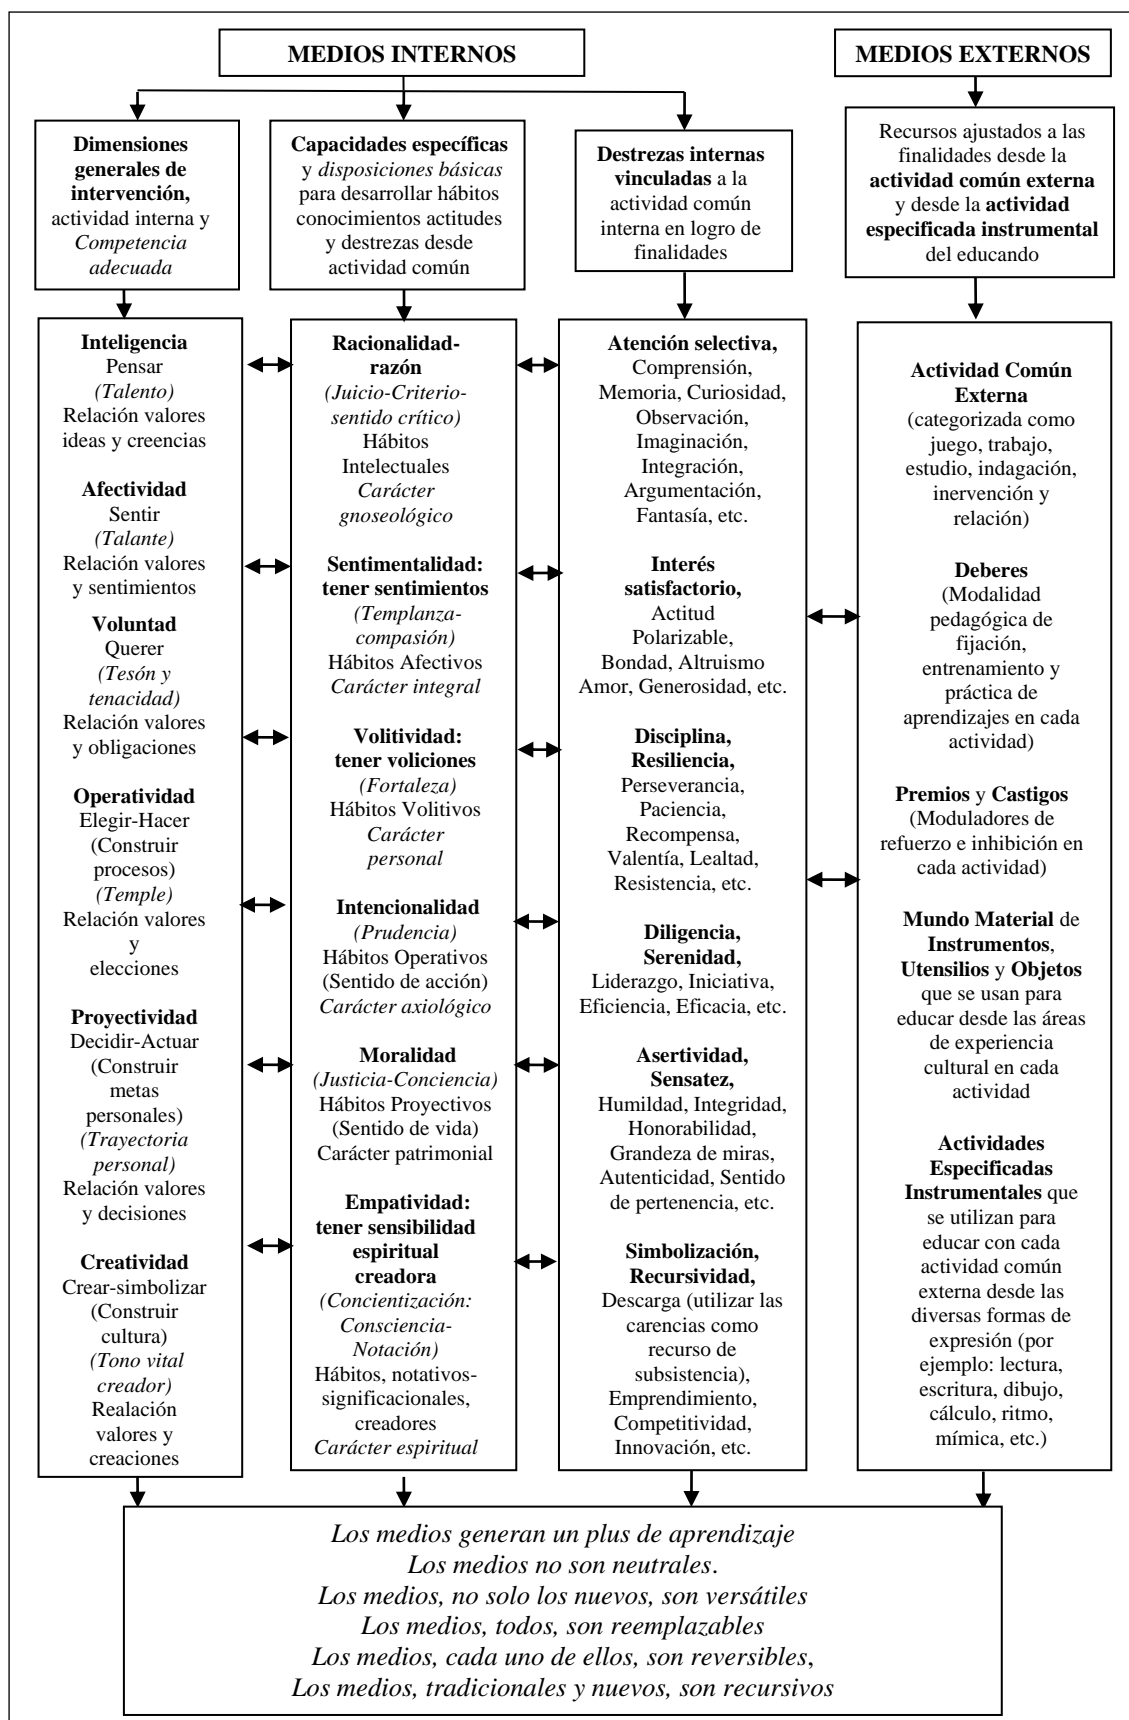 MEDIOS INTERNOS
MEDIOS EXTERNOS
Dimensiones
generales de
intervención,
actividad interna y
Competencia
adecuada
Capacidades específicas
y disposiciones básicas
para desarrollar hábitos
conocimientos actitudes
y destrezas desde
actividad común
Destrezas internas
vinculadas a la
actividad común
interna en logro de
finalidades
Recursos ajustados a las
finalidades desde la
actividad común externa
y desde la actividad
especificada instrumental
del educando
Inteligencia
Pensar
(Talento)
Relación valores
ideas y creencias
Afectividad
Sentir
(Talante)
Relación valores
y sentimientos
Voluntad
Querer
(Tesón y
tenacidad)
Relación valores
y obligaciones
Operatividad
Elegir-Hacer
(Construir
procesos)
(Temple)
Relación valores
y
elecciones
Proyectividad
Decidir-Actuar
(Construir
metas
personales)
(Trayectoria
personal)
Relación valores
y decisiones
Creatividad
Crear-simbolizar
(Construir
cultura)
(Tono vital
creador)
Realación
valores y
creaciones
Racionalidad-
razón
(Juicio-Criterio-
sentido crítico)
Hábitos
Intelectuales
Carácter
gnoseológico
Sentimentalidad:
tener sentimientos
(Templanza-
compasión)
Hábitos Afectivos
Carácter integral
Volitividad:
tener voliciones
(Fortaleza)
Hábitos Volitivos
Carácter
personal
Intencionalidad
(Prudencia)
Hábitos Operativos
(Sentido de acción)
Carácter axiológico
Moralidad
(Justicia-Conciencia)
Hábitos Proyectivos
(Sentido de vida)
Carácter patrimonial
Empatividad:
tener sensibilidad
espiritual
creadora
(Concientización:
Consciencia-
Notación)
Hábitos, notativos-
significacionales,
creadores
Carácter espiritual
Atención selectiva,
Comprensión,
Memoria, Curiosidad,
Observación,
Imaginación,
Integración,
Argumentación,
Fantasía, etc.
Interés
satisfactorio,
Actitud
Polarizable,
Bondad, Altruismo
Amor, Generosidad, etc.
Disciplina,
Resiliencia,
Perseverancia,
Paciencia,
Recompensa,
Valentía, Lealtad,
Resistencia, etc.
Diligencia,
Serenidad,
Liderazgo, Iniciativa,
Eficiencia, Eficacia, etc.
Asertividad,
Sensatez,
Humildad, Integridad,
Honorabilidad,
Grandeza de miras,
Autenticidad, Sentido
de pertenencia, etc.
Simbolización,
Recursividad,
Descarga (utilizar las
carencias como
recurso de
subsistencia),
Emprendimiento,
Competitividad,
Innovación, etc.
Actividad Común
Externa
(categorizada como
juego, trabajo,
estudio, indagación,
inervención y
relación)
Deberes
(Modalidad
pedagógica de
fijación,
entrenamiento y
práctica de
aprendizajes en cada
actividad)
Premios y Castigos
(Moduladores de
refuerzo e inhibición en
cada actividad)
Mundo Material de
Instrumentos,
Utensilios y Objetos
que se usan para
educar desde las áreas
de experiencia
cultural en cada
actividad
Actividades
Especificadas
Instrumentales que
se utilizan para
educar con cada
actividad común
externa desde las
diversas formas de
expresión (por
ejemplo: lectura,
escritura, dibujo,
cálculo, ritmo,
mímica, etc.)
Los medios generan un plus de aprendizaje
Los medios no son neutrales.
Los medios, no solo los nuevos, son versátiles
Los medios, todos, son reemplazables
Los medios, cada uno de ellos, son reversibles,
Los medios, tradicionales y nuevos, son recursivos